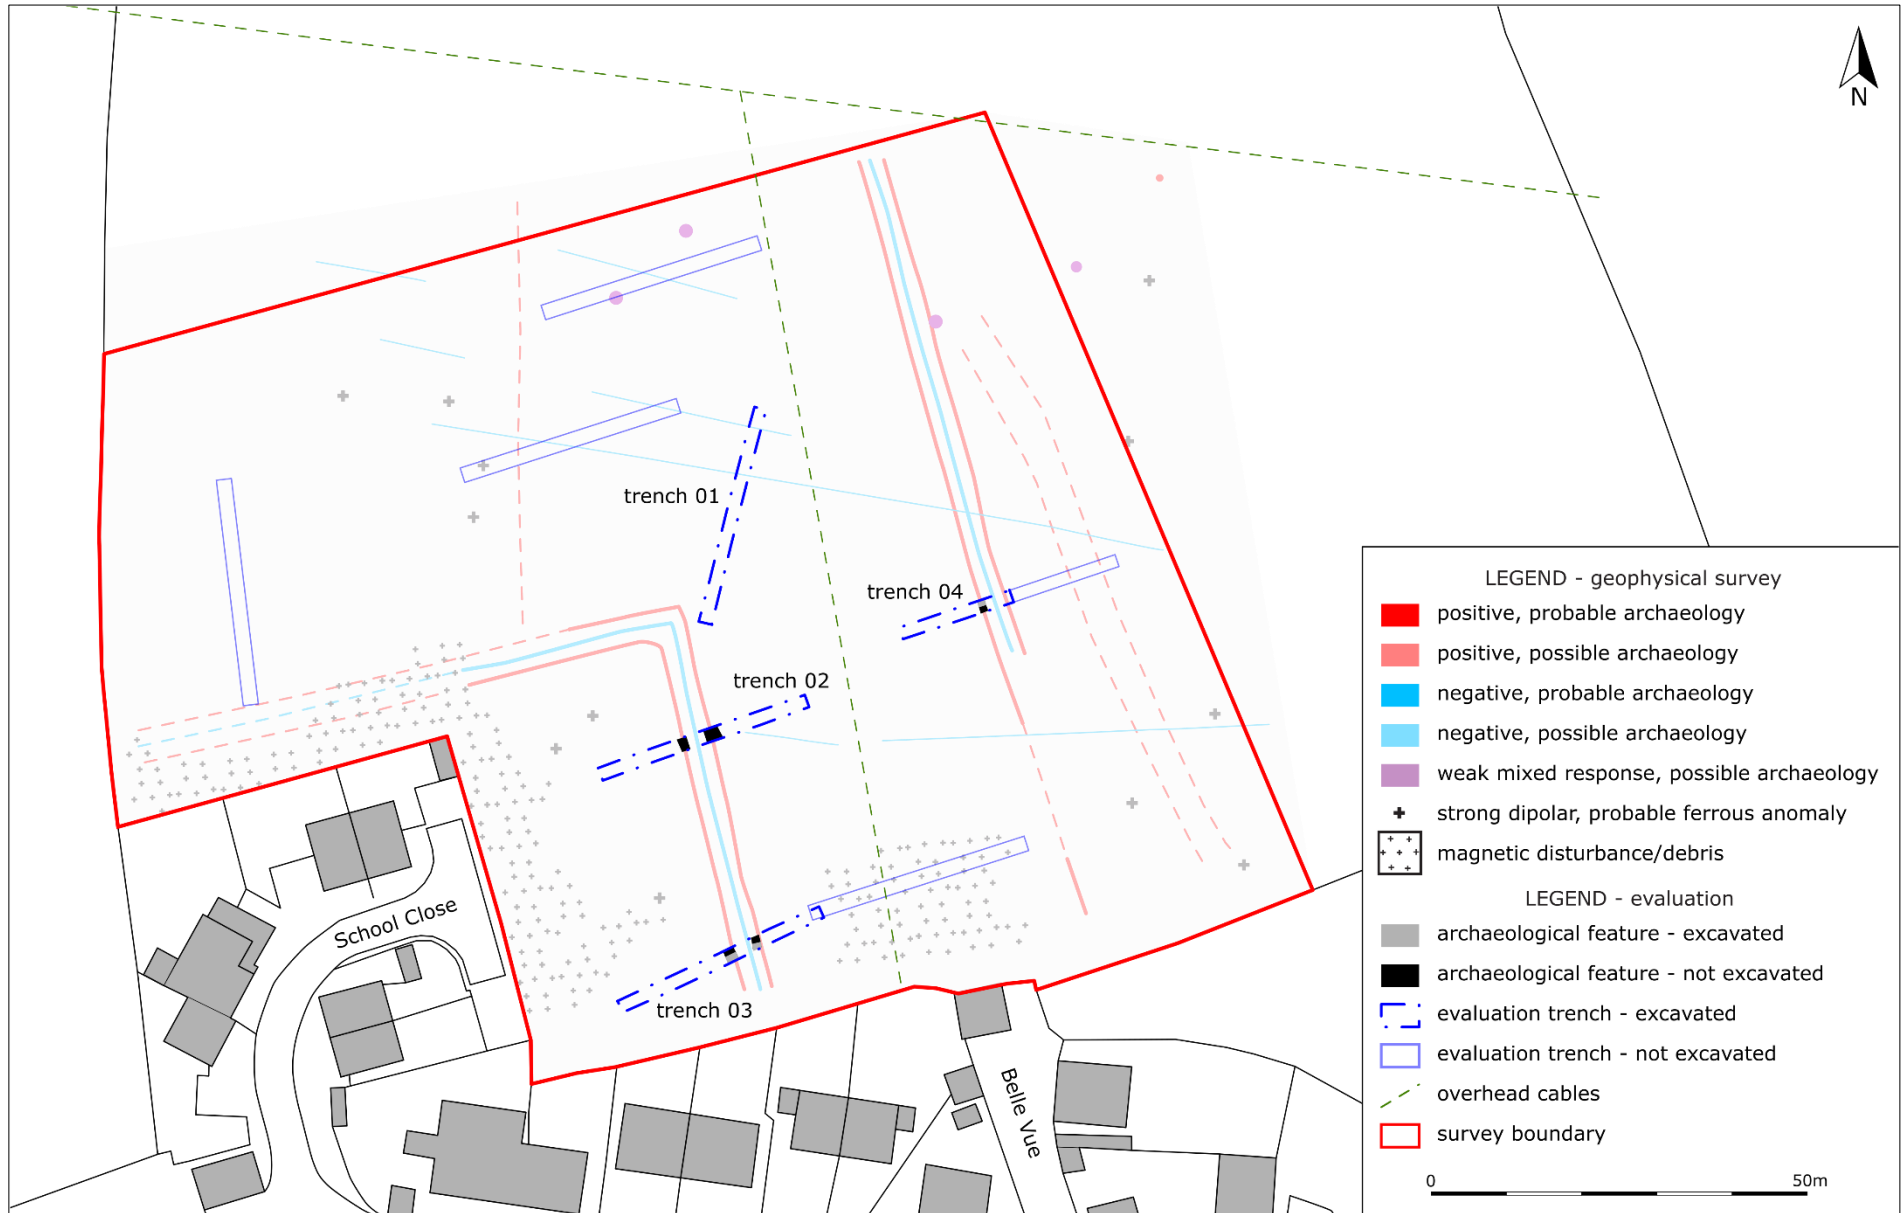 N
trench 01
trench 04
trench 02
School Close
trench 03
Belle Vue
LEGEND - geophysical survey
positive, probable archaeology
positive, possible archaeology
negative, probable archaeology
negative, possible archaeology
weak mixed response, possible archaeology
strong dipolar, probable ferrous anomaly
magnetic disturbance/debris
LEGEND - evaluation
archaeological feature - excavated
archaeological feature - not excavated
evaluation trench - excavated
evaluation trench - not excavated
overhead cables
survey boundary
0 50m